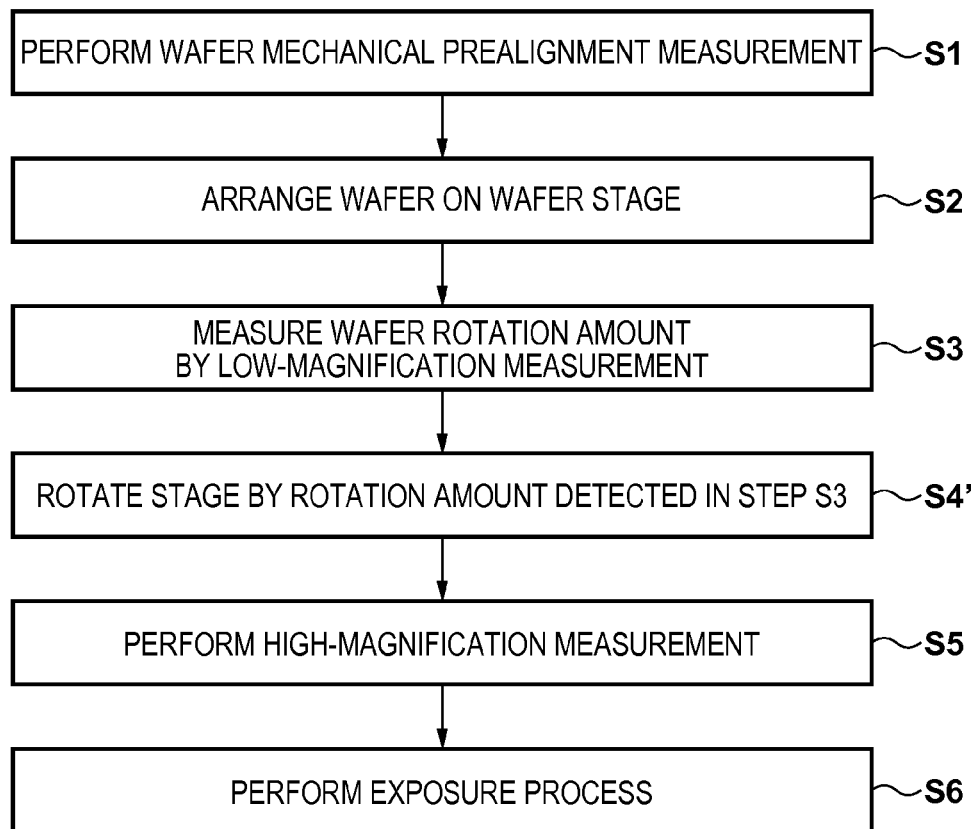 PERFORM WAFER MECHANICAL PREALIGNMENT MEASUREMENT S1
ARRANGE WAFER ON WAFER STAGE S2
MEASURE WAFER ROTATION AMOUNT
BY LOW-MAGNIFICATION MEASUREMENT S3
ROTATE STAGE BY ROTATION AMOUNT DETECTED IN STEP S3 S4’
PERFORM HIGH-MAGNIFICATION MEASUREMENT S5
PERFORM EXPOSURE PROCESS S6